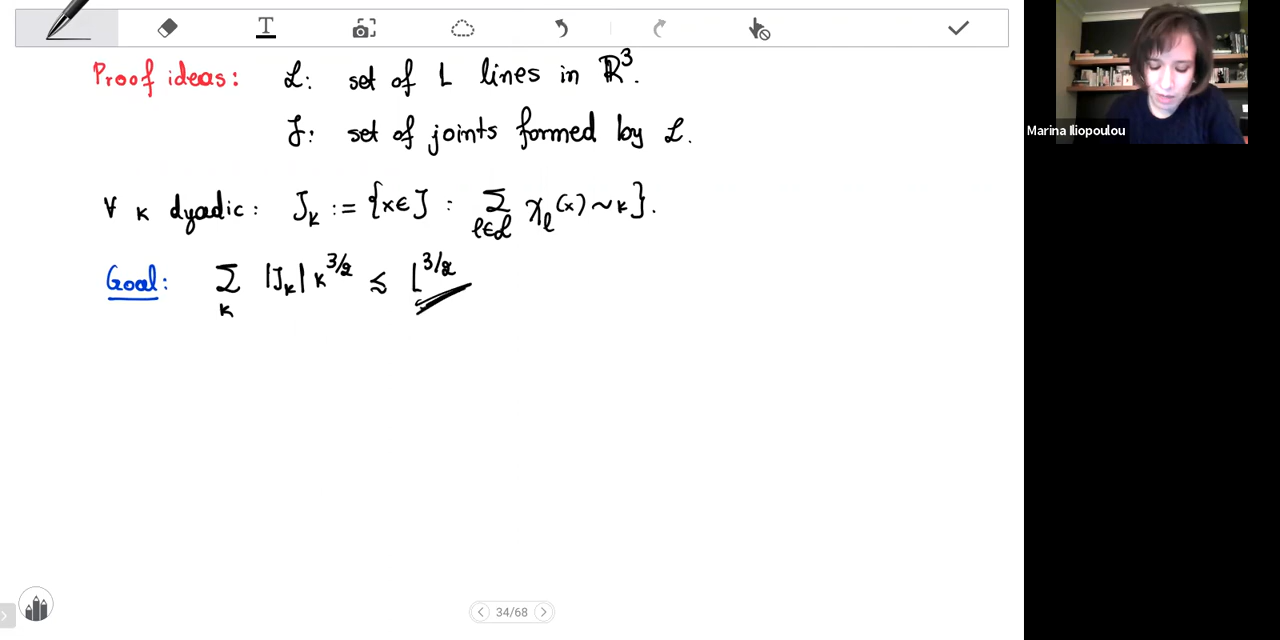 T
Proof ideas: ℒ: set of L lines in ℝ³.
J: set of joints formed by ℒ.
∀ k dyadic: J_k := {x∈J : Σ_{ℓ∈ℒ} χ_ℓ(x) ~ k}.
Goal: Σ_k |J_k| k^{3/2} ≲ L^{3/2}
34/68
Marina Iliopoulou